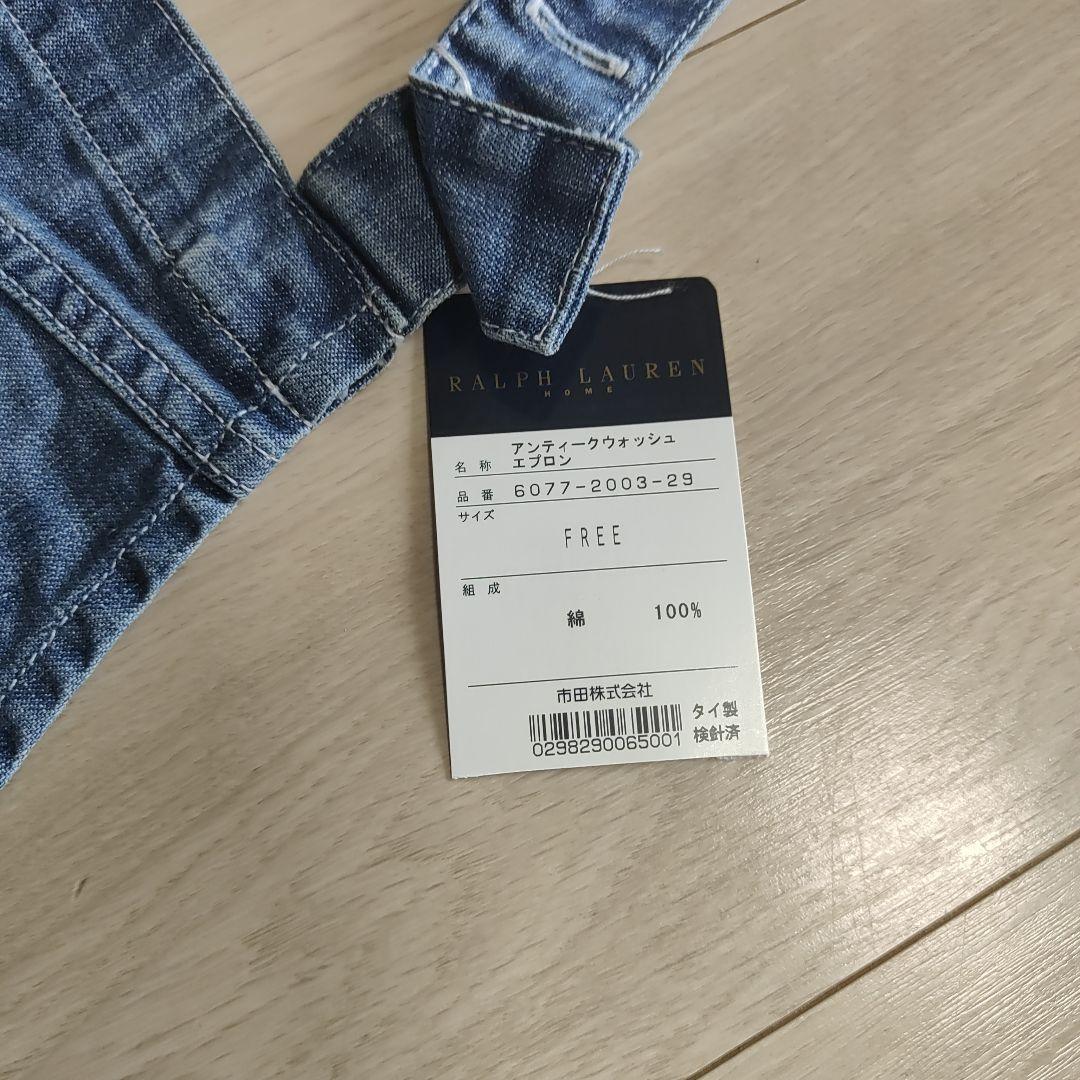 RALPH LAUREN
HOME
名称 アンティークウォッシュ
エプロン
品番 6077-2003-29
サイズ
FREE
組成
綿 100%
市田株式会社
タイ製
0298290065001 検針済